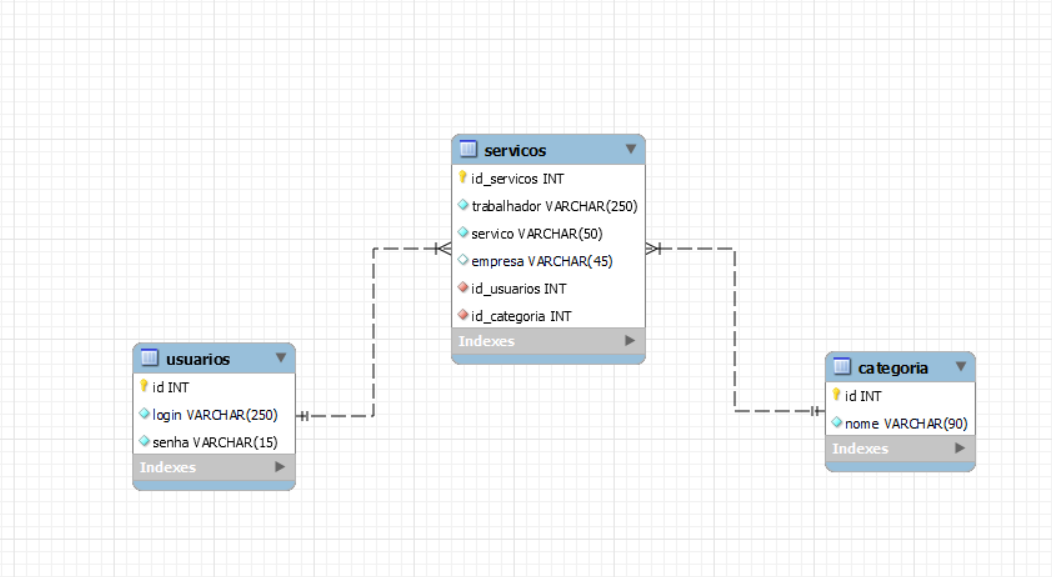 servicos
id_servicos INT
trabalhador VARCHAR(250)
servico VARCHAR(50)
empresa VARCHAR(45)
id_usuarios INT
id_categoria INT
Indexes
usuarios
id INT
login VARCHAR(250)
senha VARCHAR(15)
Indexes
categoria
id INT
nome VARCHAR(90)
Indexes